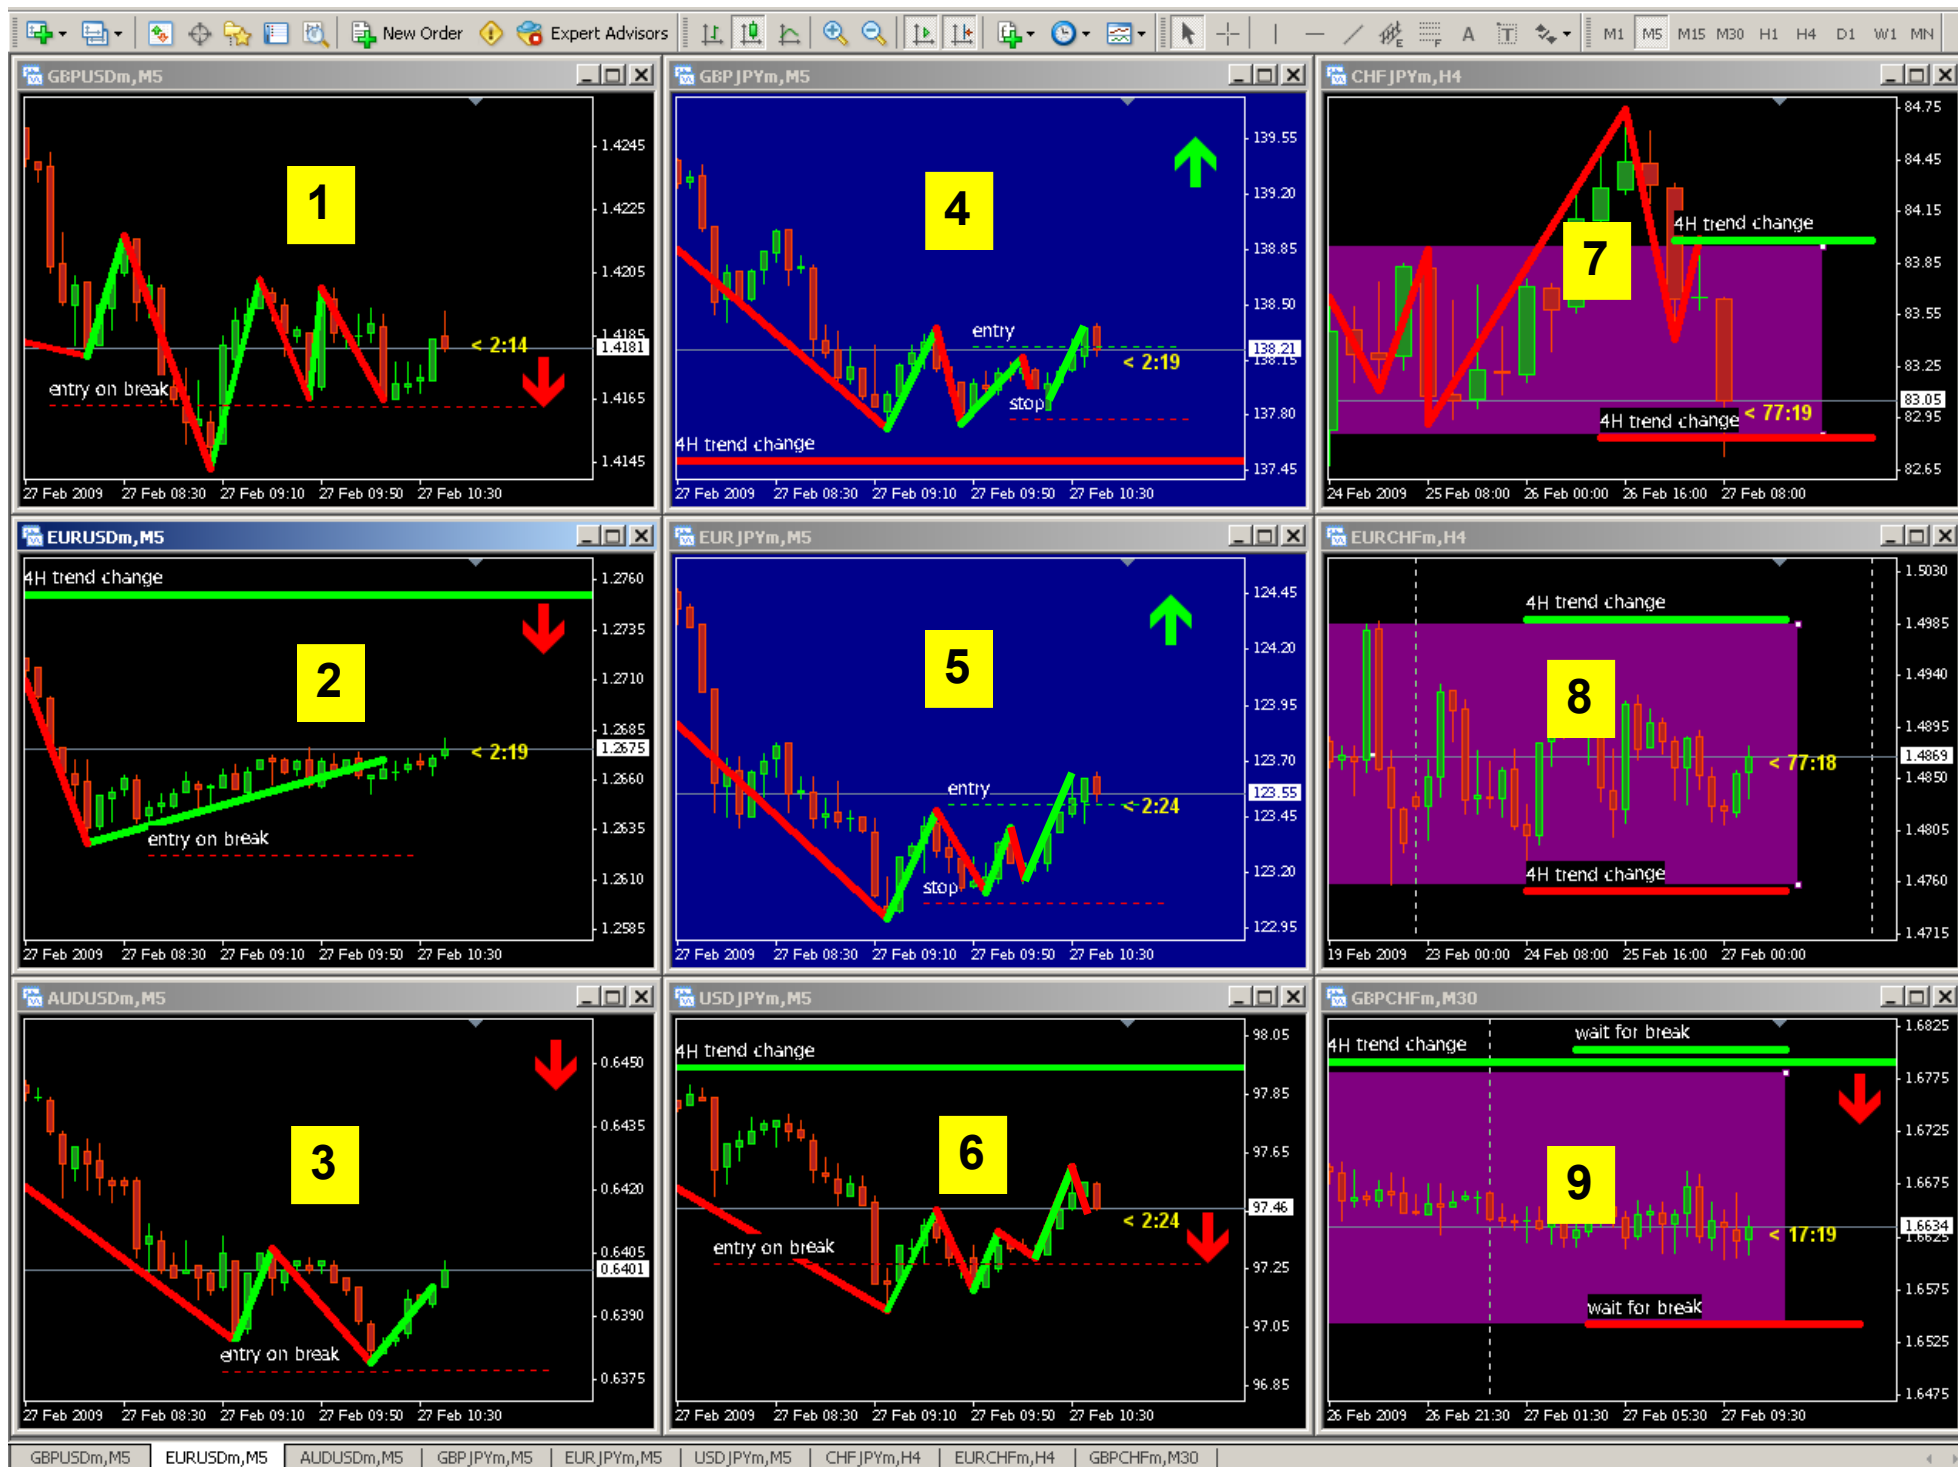 New Order Expert Advisors A T E F M1 M5 M15 M30 H1 H4 D1 W1 MN
GBPUSDm,M5
1.4245
1.4225
1.4205
1.4185
1.4181
1.4165
1.4145
1
< 2:14
entry on break
27 Feb 2009 27 Feb 08:30 27 Feb 09:10 27 Feb 09:50 27 Feb 10:30
GBPJPYm,M5
139.55
139.20
138.85
138.50
138.21
138.15
137.80
137.45
4
entry
< 2:19
stop
4H trend change
27 Feb 2009 27 Feb 08:30 27 Feb 09:10 27 Feb 09:50 27 Feb 10:30
CHFJPYm,H4
84.75
84.45
84.15
83.85
83.55
83.25
83.05
82.95
82.65
4H trend change
7
< 77:19
4H trend change
24 Feb 2009 25 Feb 08:00 26 Feb 00:00 26 Feb 16:00 27 Feb 08:00
EURUSDm,M5
4H trend change
1.2760
1.2735
1.2710
1.2685
1.2675
1.2660
1.2635
1.2610
1.2585
2
< 2:19
entry on break
27 Feb 2009 27 Feb 08:30 27 Feb 09:10 27 Feb 09:50 27 Feb 10:30
EURJPYm,M5
124.45
124.20
123.95
123.70
123.55
123.45
123.20
122.95
5
entry
< 2:24
stop
27 Feb 2009 27 Feb 08:30 27 Feb 09:10 27 Feb 09:50 27 Feb 10:30
EURCHFm,H4
1.5030
1.4985
1.4940
1.4895
1.4869
1.4850
1.4805
1.4760
1.4715
4H trend change
8
< 77:18
4H trend change
19 Feb 2009 23 Feb 00:00 24 Feb 08:00 25 Feb 16:00 27 Feb 00:00
AUDUSDm,M5
0.6450
0.6435
0.6420
0.6405
0.6401
0.6390
0.6375
3
entry on break
27 Feb 2009 27 Feb 08:30 27 Feb 09:10 27 Feb 09:50 27 Feb 10:30
USDJPYm,M5
98.05
97.85
97.65
97.46
97.25
97.05
96.85
4H trend change
6
< 2:24
entry on break
27 Feb 2009 27 Feb 08:30 27 Feb 09:10 27 Feb 09:50 27 Feb 10:30
GBPCHFm,M30
1.6825
1.6775
1.6725
1.6675
1.6634
1.6625
1.6575
1.6525
1.6475
wait for break
4H trend change
9
< 17:19
wait for break
26 Feb 2009 26 Feb 21:30 27 Feb 01:30 27 Feb 05:30 27 Feb 09:30
GBPUSDm,M5 EURUSDm,M5 AUDUSDm,M5 GBPJPYm,M5 EURJPYm,M5 USDJPYm,M5 CHFJPYm,H4 EURCHFm,H4 GBPCHFm,M30